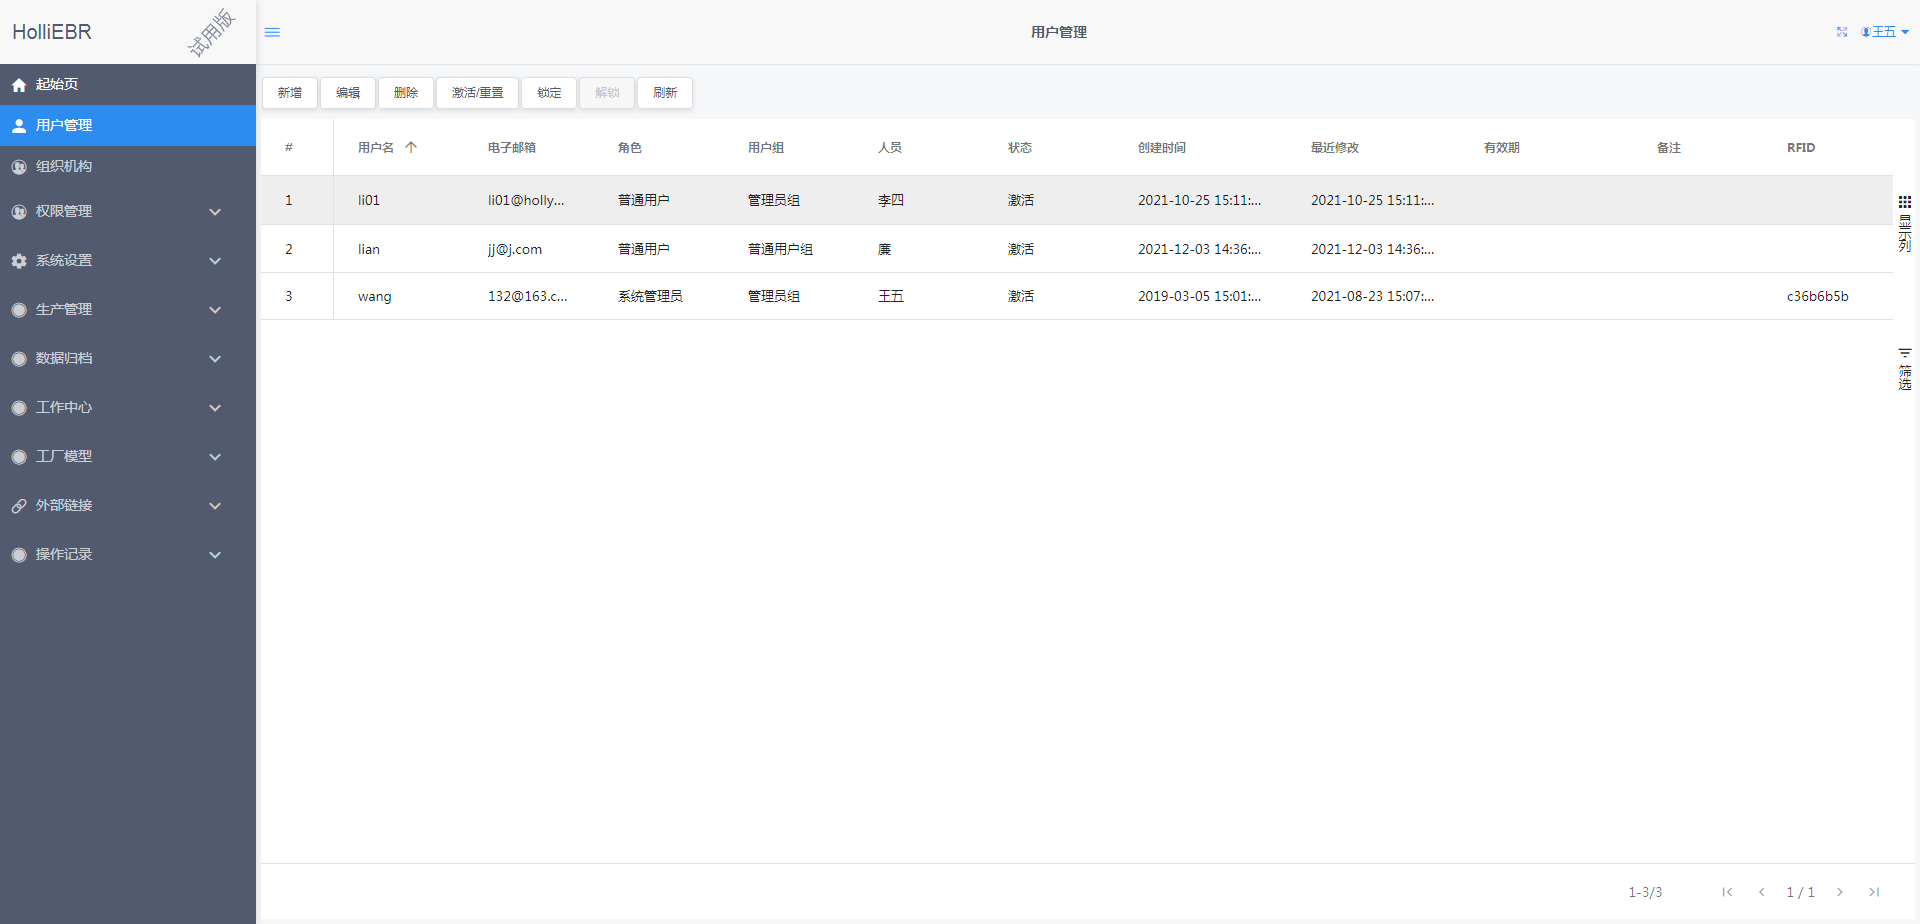 HolliEBR 试用版
用户管理
王五
起始页
用户管理
组织机构
权限管理
系统设置
生产管理
数据归档
工作中心
工厂模型
外部链接
操作记录
新增 编辑 删除 激活/重置 锁定 解锁 刷新
# 用户名 电子邮箱 角色 用户组 人员 状态 创建时间 最近修改 有效期 备注 RFID
1 li01 li01@holly... 普通用户 管理员组 李四 激活 2021-10-25 15:11:... 2021-10-25 15:11:...
2 lian jj@j.com 普通用户 普通用户组 廉 激活 2021-12-03 14:36:... 2021-12-03 14:36:...
3 wang 132@163.c... 系统管理员 管理员组 王五 激活 2019-03-05 15:01:... 2021-08-23 15:07:... c36b6b5b
显示列
筛选
1-3/3 1 / 1